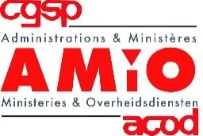 cgsp
Administrations & Ministères
AMiO
Ministeries & Overheidsdiensten
acod